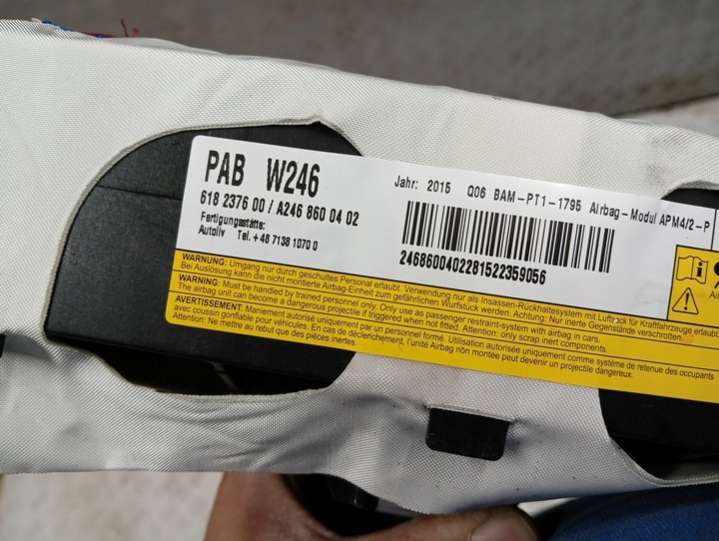 PAB W246
618 2376 00 / A246 860 04 02
Fertigungsstätte:
Autoliv Tel. + 48 7138 1070 0
Jahr: 2015 Q06 BAM-PT1-1795 Airbag-Modul APM4/2-P
246860040228152235905​6
WARNUNG: Umgang nur durch geschultes Personal erlaubt. Verwendung nur als Insassen-Rückhaltesystem mit Luftsack für Kraftfahrzeuge erlaubt.
Bei Auslösung kann die nicht montierte Airbag-Einheit zum gefährlichen Wurfstück werden. Achtung: Nur inerte Gegenstände verschrotten.
WARNING: Must be handled by trained personnel only. Only use as passenger restraint-system with airbag in cars.
The airbag unit can become a dangerous projectile if triggered when not fitted. Attention: only scrap inert components.
AVERTISSEMENT: Maniement autorisé uniquement par un personnel formé. Utilisation autorisée uniquement comme système de retenue des occupants
avec coussin gonflable pour véhicules. En cas de déclenchement, l'unité Airbag non montée peut devenir un projectile dangereux.
Attention: Ne mettre au rebut que des pièces inertes